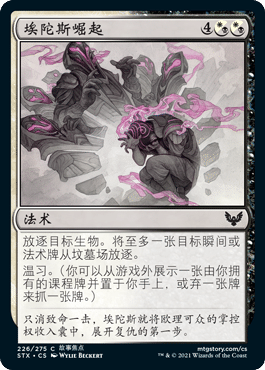 埃陀斯崛起 4
法术
放逐目标生物。将至多一张目标瞬间或
法术牌从坟墓场放逐。
温习。(你可以从游戏外展示一张由你拥
有的课程牌并置于你手上，或弃一张牌
来抓一张牌。)
只消致命一击，埃陀斯就将欧理可众的掌控
权收入囊中，展开复仇的第一步。
226/275 C 故事焦点
STX • CS WYLIE BECKERT
mtgstory.com/cs
™ & © 2021 Wizards of the Coast